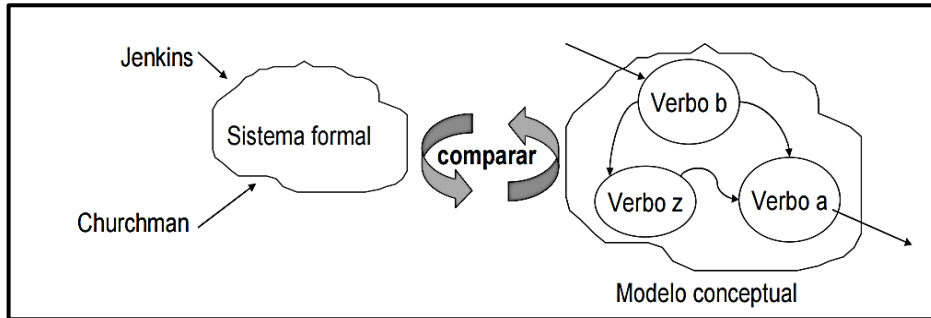 Jenkins
Sistema formal
Churchman
comparar
Verbo b
Verbo z
Verbo a
Modelo conceptual